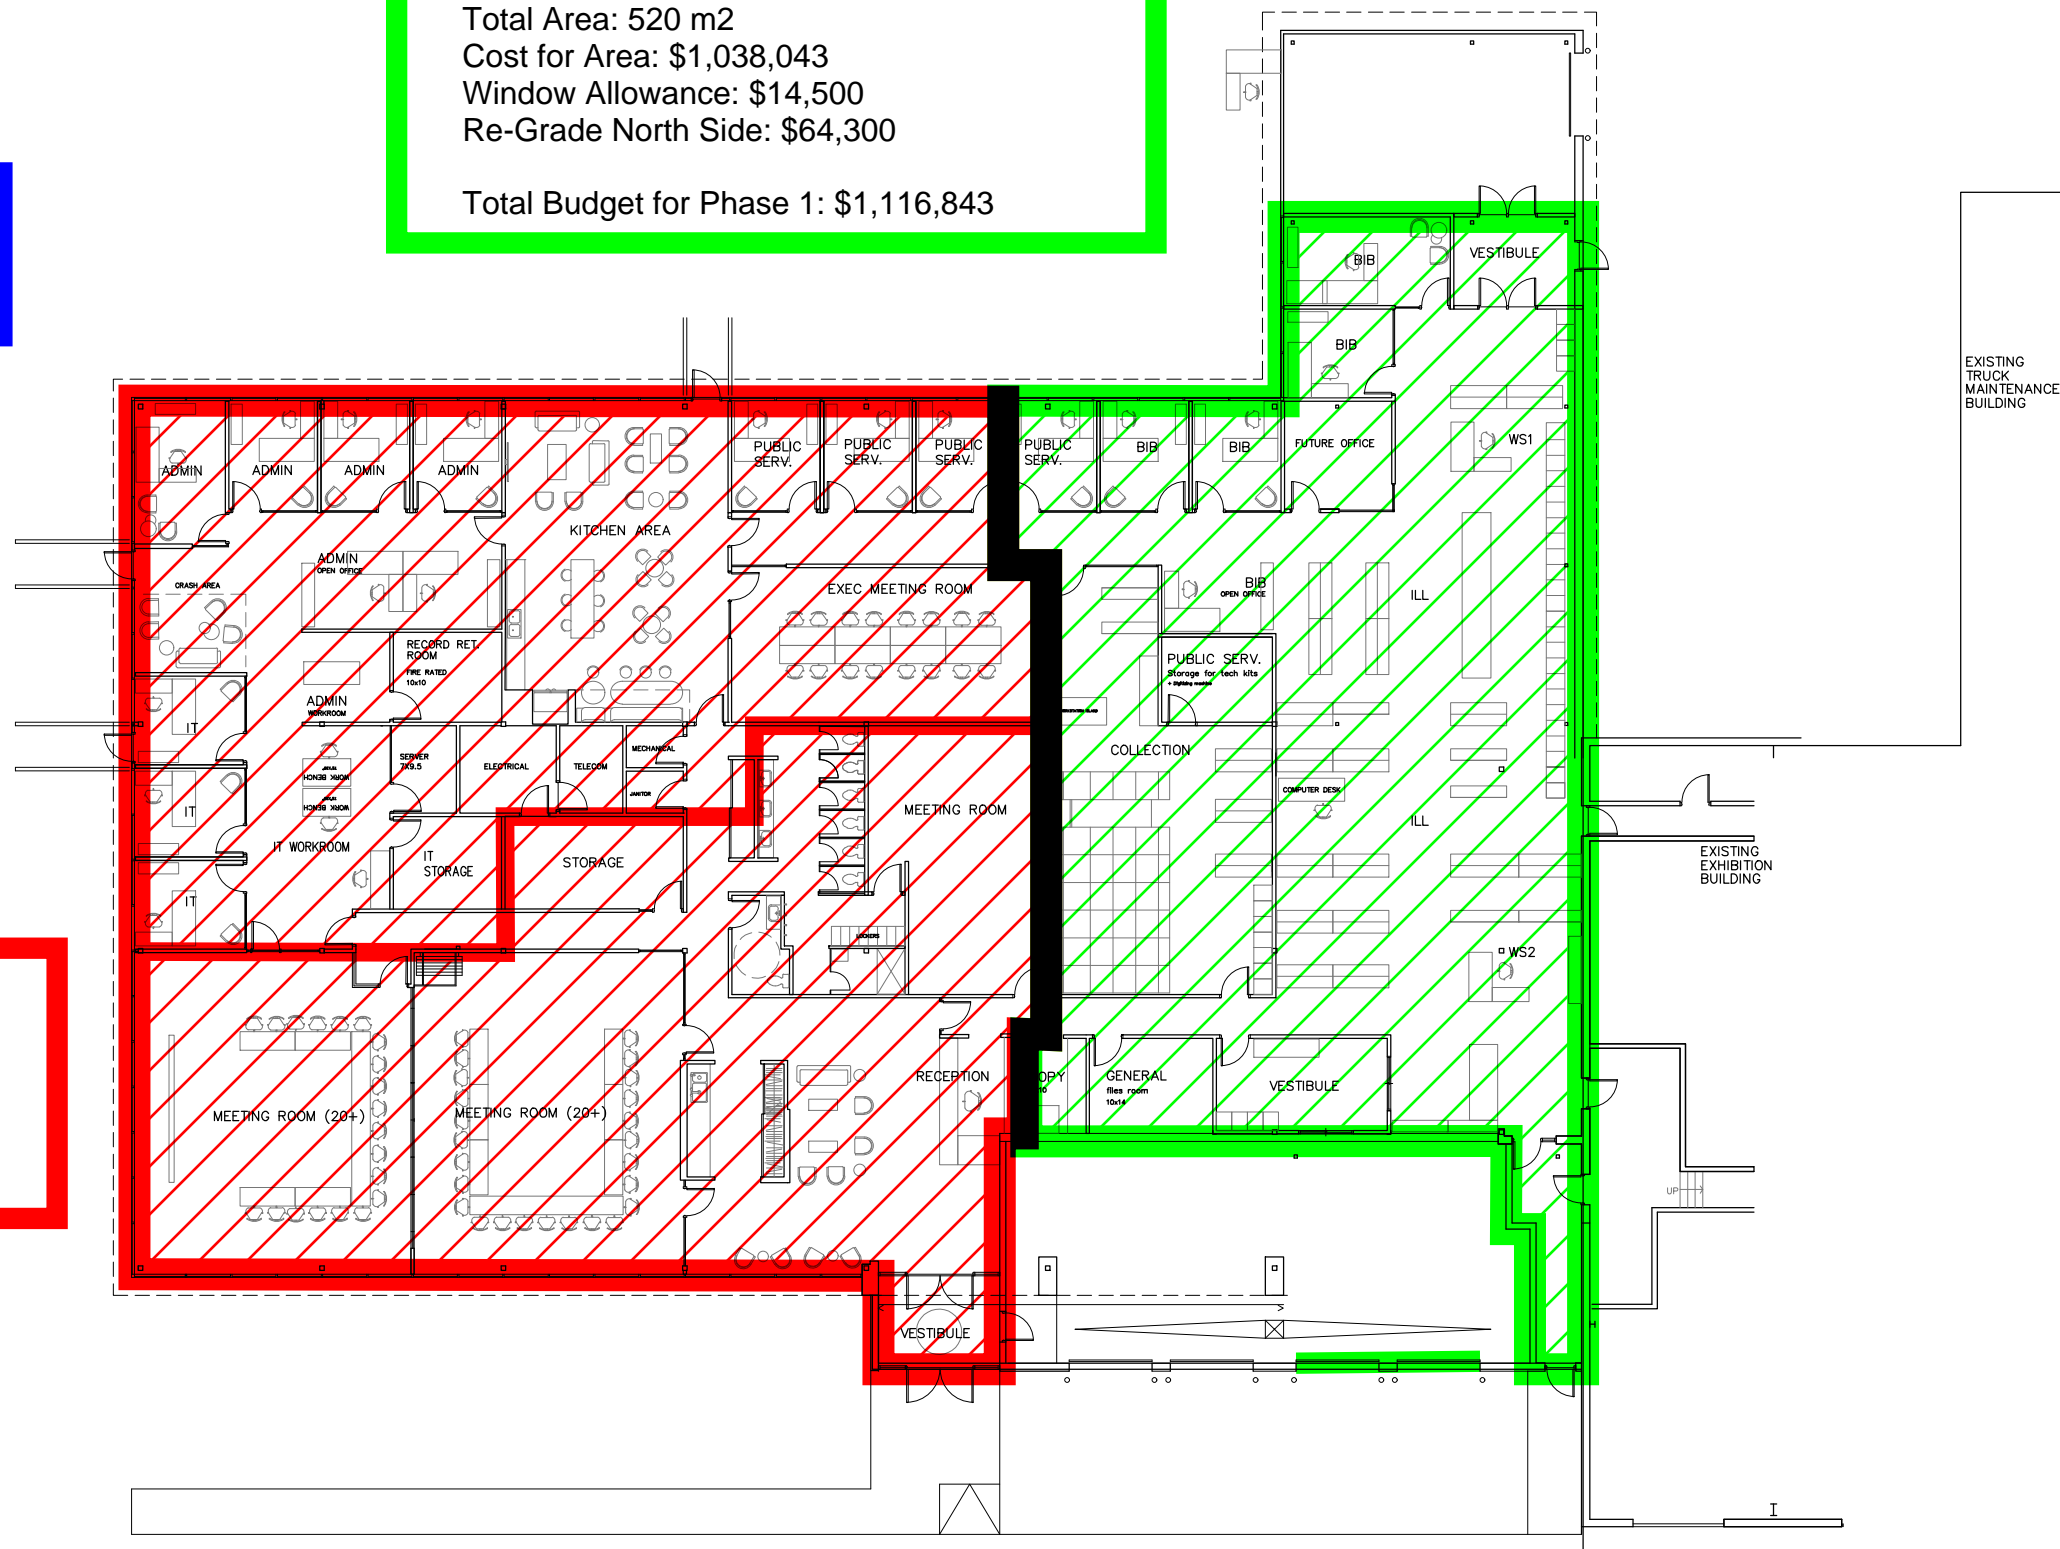 Total Area: 520 m2
Cost for Area: $1,038,043
Window Allowance: $14,500
Re-Grade North Side: $64,300
Total Budget for Phase 1: $1,116,843
BIB
VESTIBULE
BIB
EXISTING
TRUCK
MAINTENANCE
BUILDING
ADMIN
ADMIN
ADMIN
ADMIN
PUBLIC
SERV.
PUBLIC
SERV.
PUBLIC
SERV.
PUBLIC
SERV.
BIB
BIB
FUTURE OFFICE
WS1
KITCHEN AREA
ADMIN
OPEN OFFICE
CRASH AREA
EXEC MEETING ROOM
BIB
OPEN OFFICE
ILL
RECORD RET.
ROOM
FIRE RATED
10x10
PUBLIC SERV.
Storage for tech kits
ADMIN
WORKROOM
IT
SERVER
7X9.5
ELECTRICAL
TELECOM
MECHANICAL
JANITOR
COLLECTION
WORK BENCH
WORK BENCH
COMPUTER DESK
IT
MEETING ROOM
ILL
IT WORKROOM
IT
STORAGE
STORAGE
EXISTING
EXHIBITION
BUILDING
IT
LOCKERS
WS2
RECEPTION
OPY
10
GENERAL
files room
10x14
VESTIBULE
MEETING ROOM (20+)
MEETING ROOM (20+)
UP
VESTIBULE